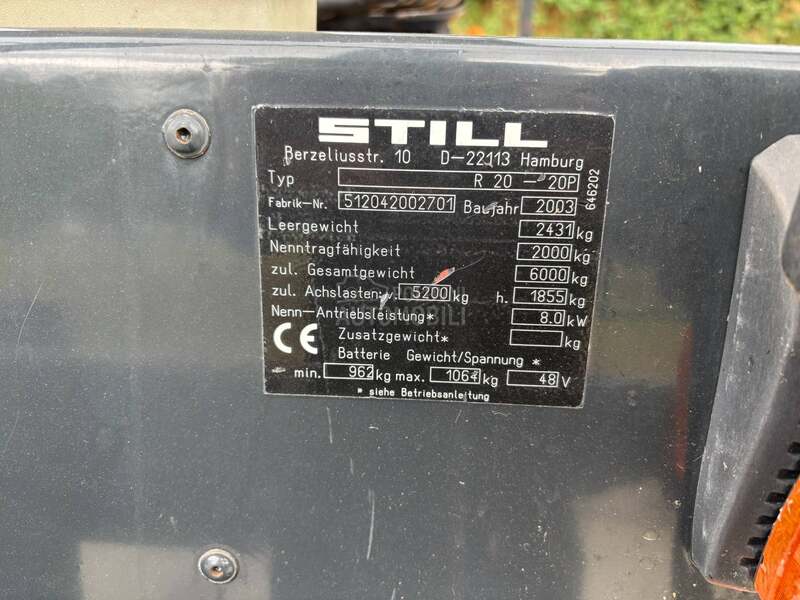 STILL
Berzeliusstr. 10 D-22113 Hamburg
Typ R 20 - 20P
Fabrik-Nr. 512042002701 Baujahr 2003
Leergewicht 2431 kg
Nenntragfähigkeit 2000 kg
zul. Gesamtgewicht 6000 kg
zul. Achslasten: v. 5200 kg h. 1855 kg
Nenn-Antriebsleistung* 8.0 kW
Zusatzgewicht* kg
CE
Batterie Gewicht/Spannung *
min. 962 kg max. 1064 kg 48 V
* siehe Betriebsanleitung
646202
AUTOMOBILI